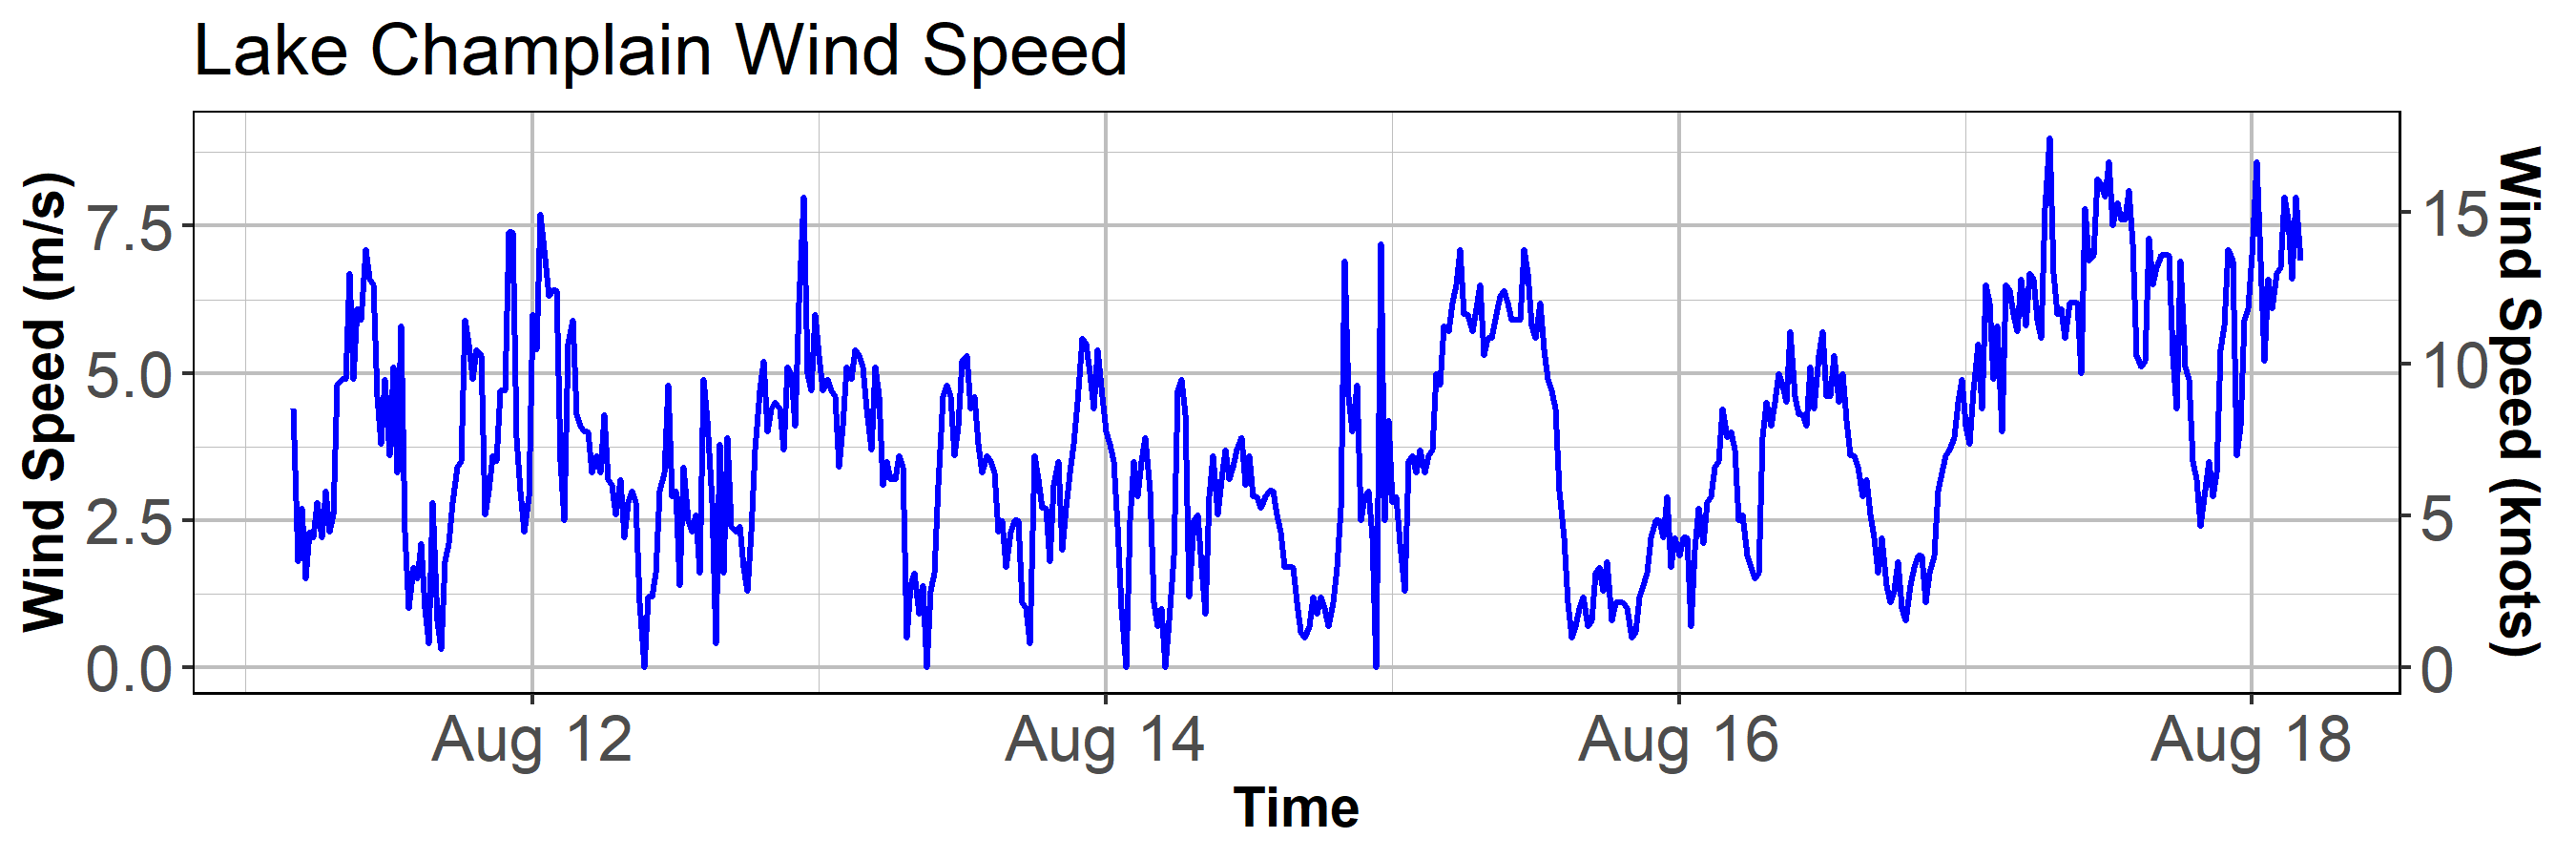 Lake Champlain Wind Speed
Wind Speed (m/s)
7.5
5.0
2.5
0.0
15
10
5
0
Wind Speed (knots)
Aug 12
Aug 14
Aug 16
Aug 18
Time